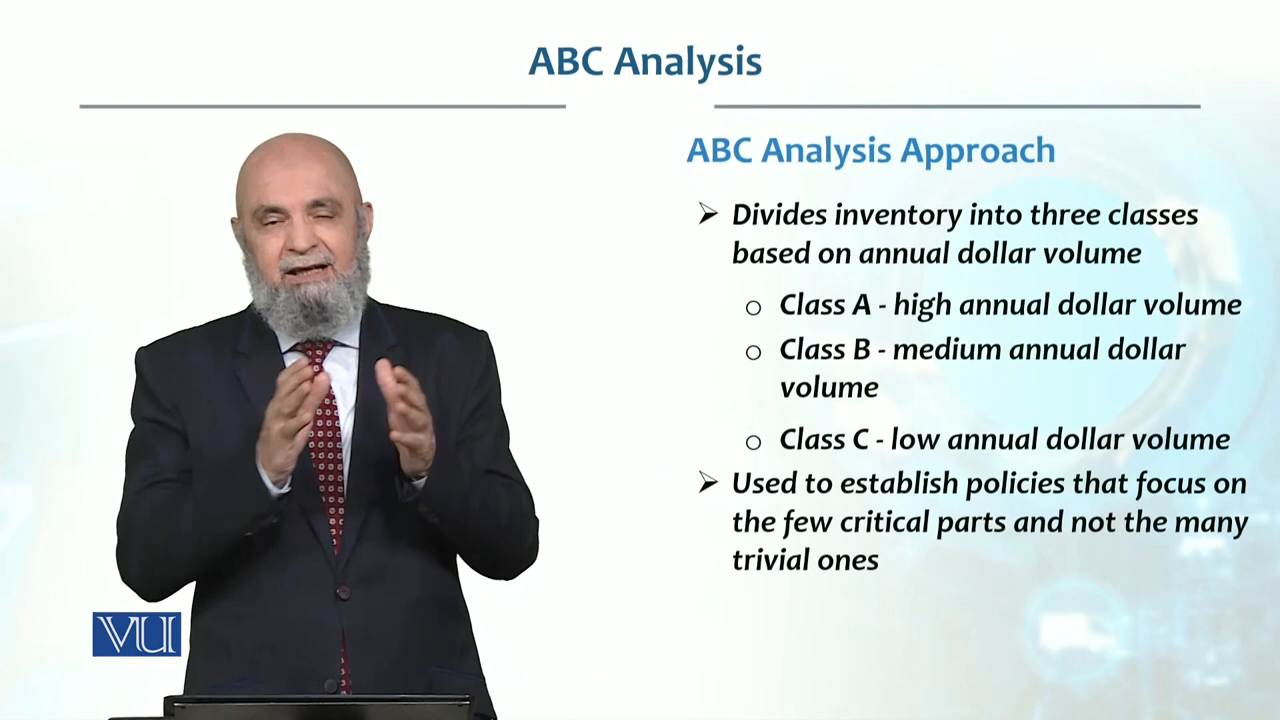 ABC Analysis
ABC Analysis Approach
➢ Divides inventory into three classes
based on annual dollar volume
o Class A - high annual dollar volume
o Class B - medium annual dollar
volume
o Class C - low annual dollar volume
➢ Used to establish policies that focus on
the few critical parts and not the many
trivial ones
VU